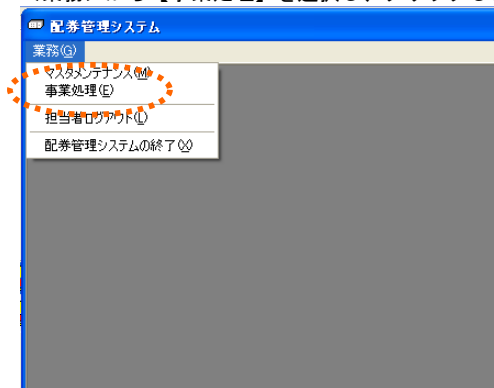 配券管理システム
業務(G)
マスタメンテナンス(M)
事業処理(E)
担当者ログアウト(L)
配券管理システムの終了(X)